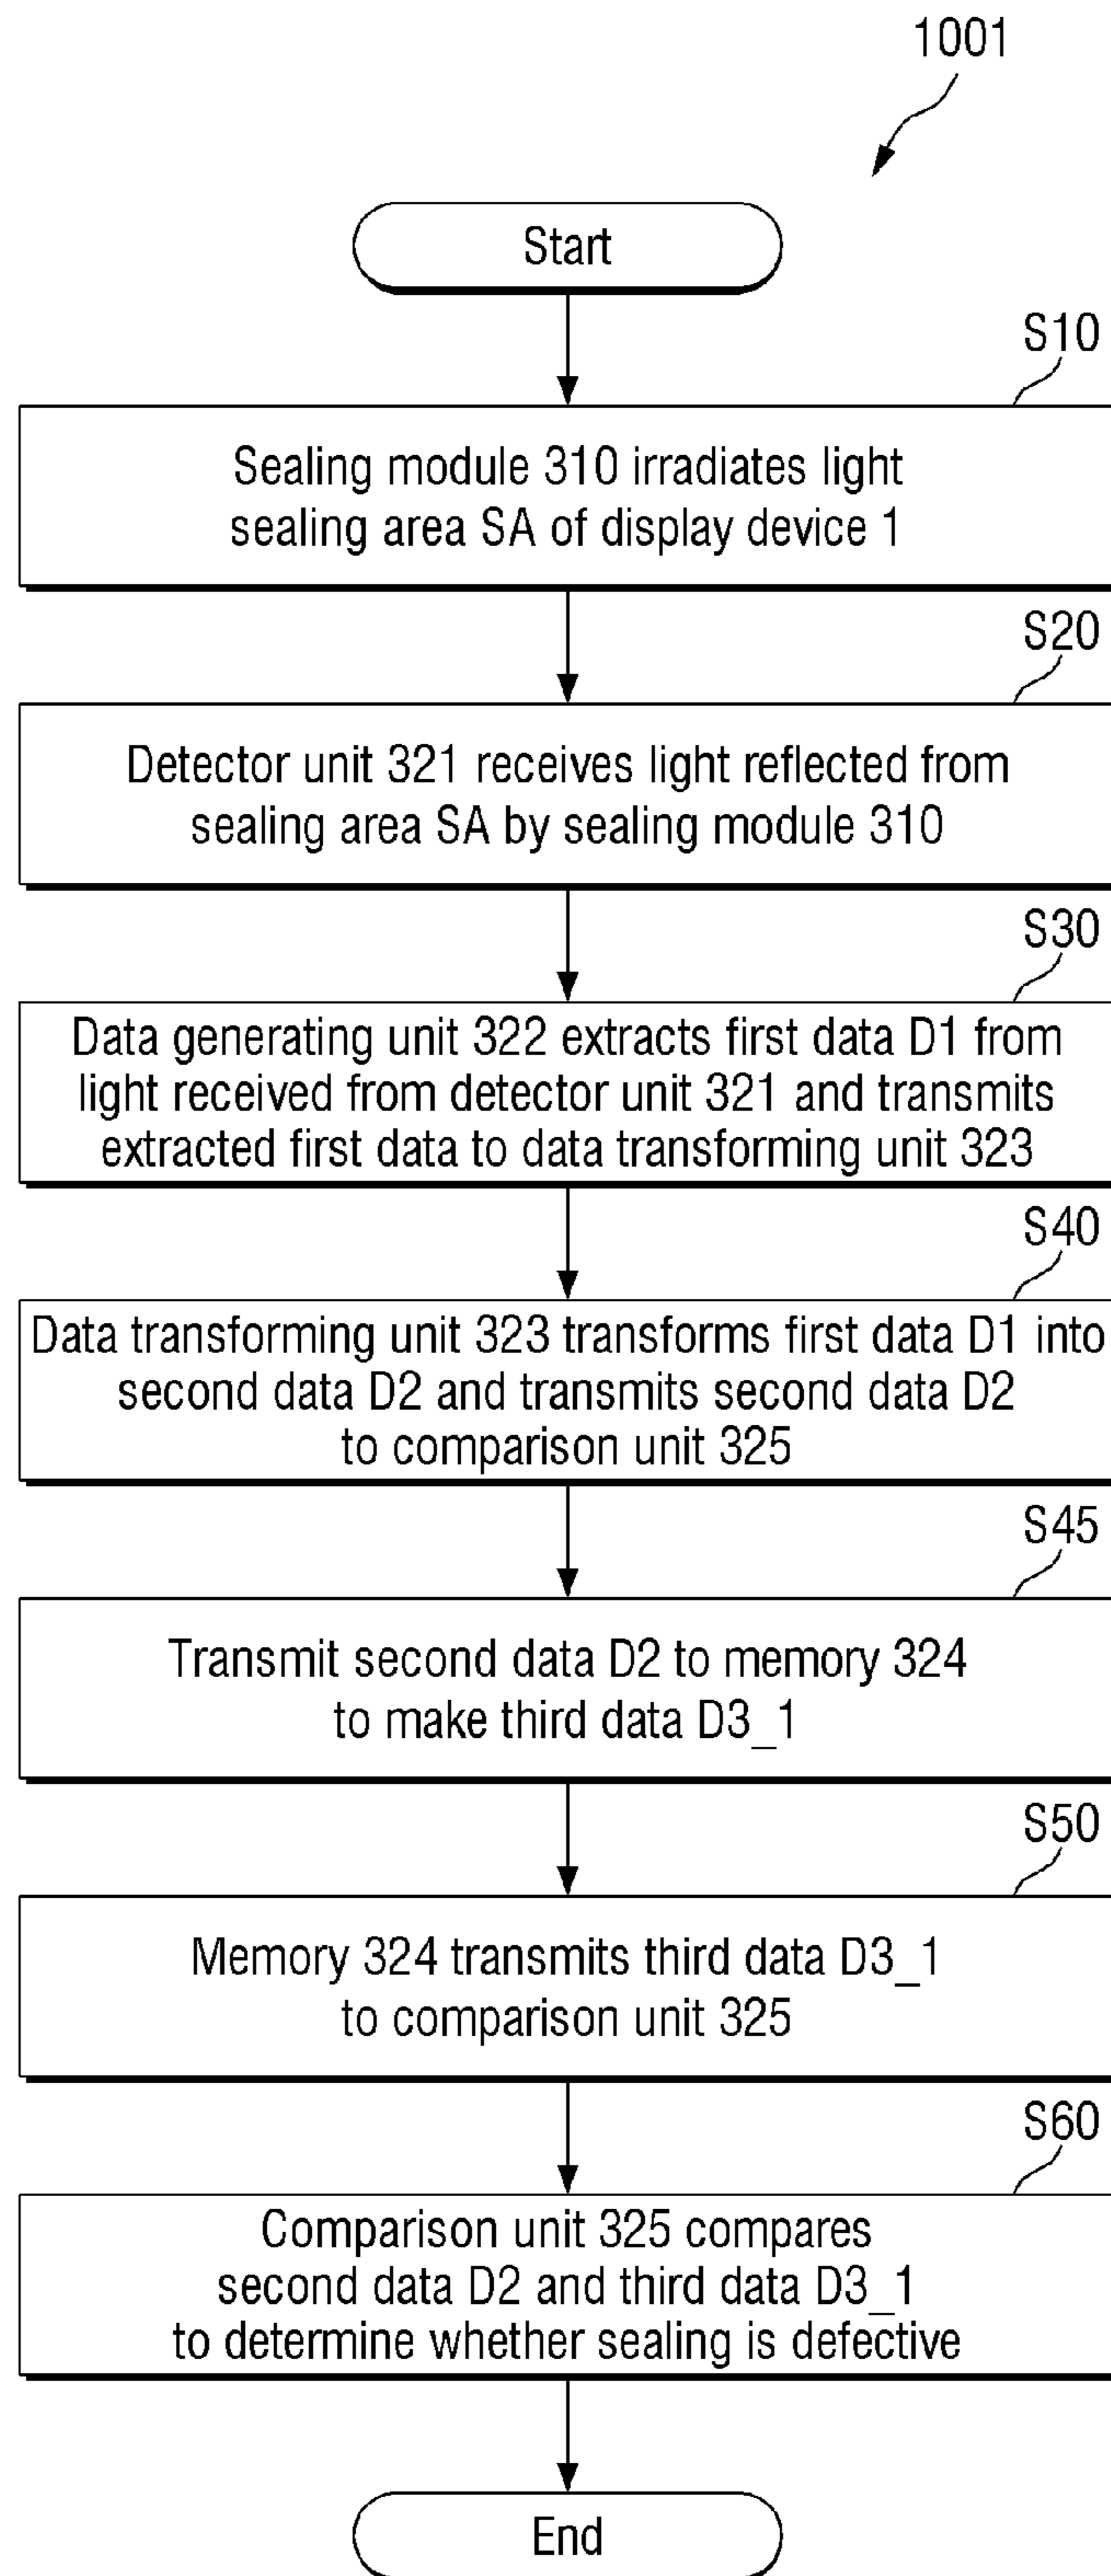 1001
Start
S10
Sealing module 310 irradiates light
sealing area SA of display device 1
S20
Detector unit 321 receives light reflected from
sealing area SA by sealing module 310
S30
Data generating unit 322 extracts first data D1 from
light received from detector unit 321 and transmits
extracted first data to data transforming unit 323
S40
Data transforming unit 323 transforms first data D1 into
second data D2 and transmits second data D2
to comparison unit 325
S45
Transmit second data D2 to memory 324
to make third data D3_1
S50
Memory 324 transmits third data D3_1
to comparison unit 325
S60
Comparison unit 325 compares
second data D2 and third data D3_1
to determine whether sealing is defective
End